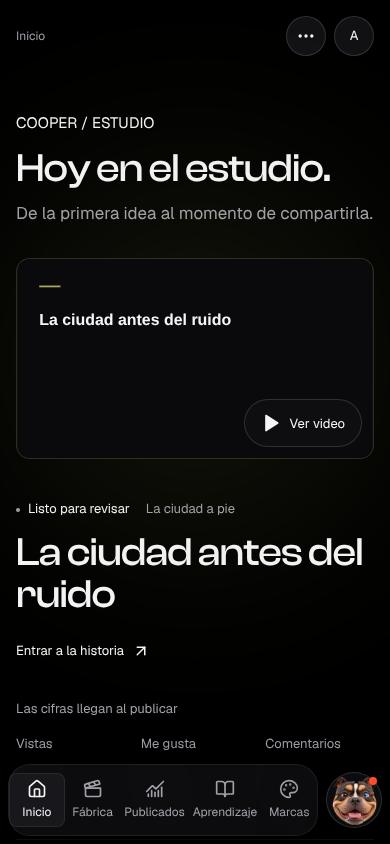 Inicio
A
COOPER / ESTUDIO
Hoy en el estudio.
De la primera idea al momento de compartirla.
La ciudad antes del ruido
Ver video
Listo para revisar La ciudad a pie
La ciudad antes del
ruido
Entrar a la historia
Las cifras llegan al publicar
Vistas Me gusta Comentarios
Inicio Fábrica Publicados Aprendizaje Marcas